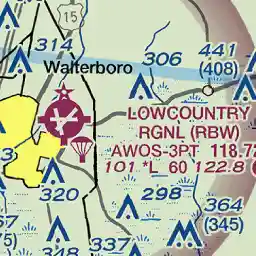 15
314
Walterboro
306
441
(408)
LOWCOUNTRY
RGNL (RBW)
AWOS-3PT 118.72
101 *L 60 122.8
320
298
364
(345)
348
337